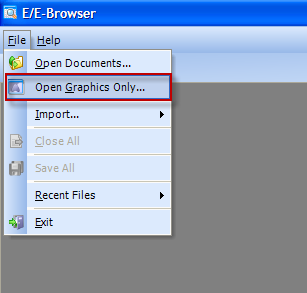 E/E-Browser
File Help
Open Documents...
Open Graphics Only...
Import...
Close All
Save All
Recent Files
Exit